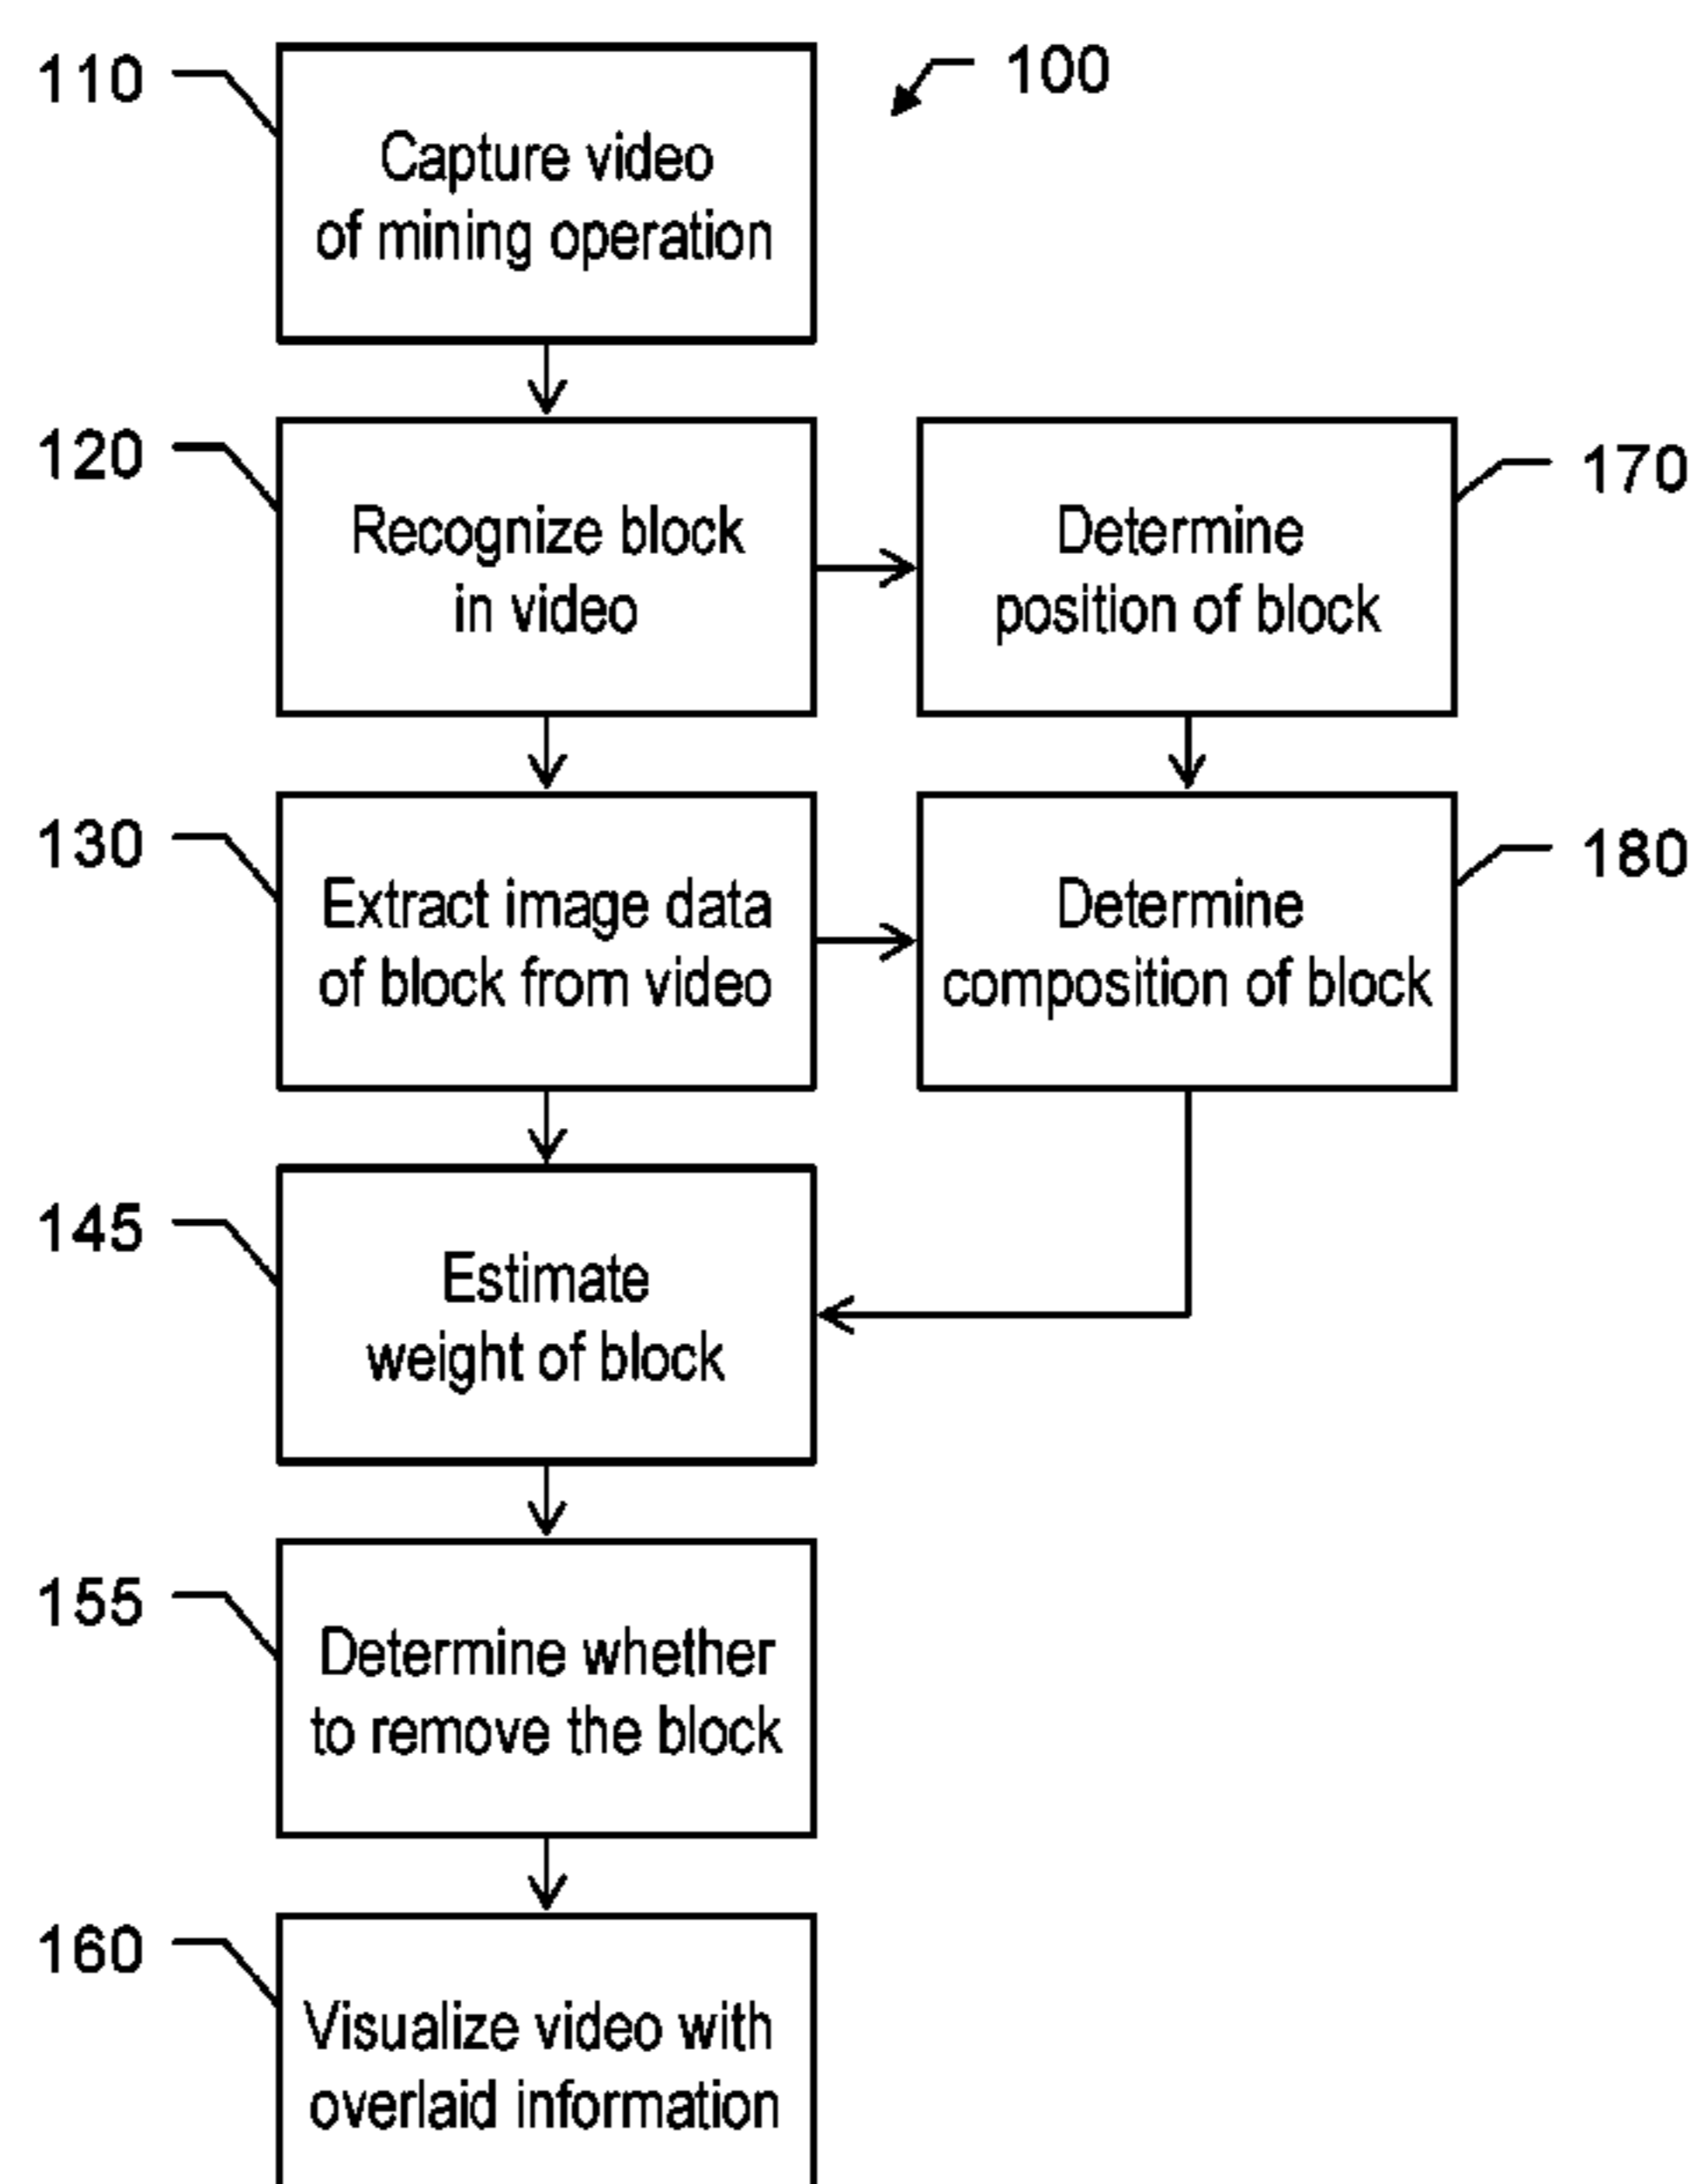 110
100
Capture video
of mining operation
120
Recognize block
in video
Determine
position of block
170
130
Extract image data
of block from video
Determine
composition of block
180
145
Estimate
weight of block
155
Determine whether
to remove the block
160
Visualize video with
overlaid information